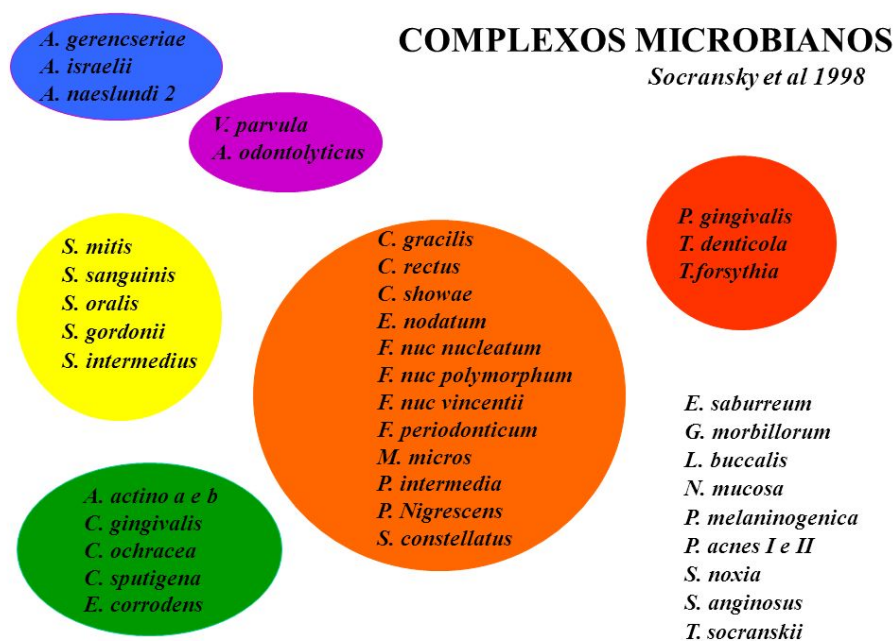 COMPLEXOS MICROBIANOS
Socransky et al 1998
A. gerencseriae
A. israelii
A. naeslundi 2
V. parvula
A. odontolyticus
S. mitis
S. sanguinis
S. oralis
S. gordonii
S. intermedius
C. gracilis
C. rectus
C. showae
E. nodatum
F. nuc nucleatum
F. nuc polymorphum
F. nuc vincentii
F. periodonticum
M. micros
P. intermedia
P. Nigrescens
S. constellatus
P. gingivalis
T. denticola
T.forsythia
A. actino a e b
C. gingivalis
C. ochracea
C. sputigena
E. corrodens
E. saburreum
G. morbillorum
L. buccalis
N. mucosa
P. melaninogenica
P. acnes I e II
S. noxia
S. anginosus
T. socranskii